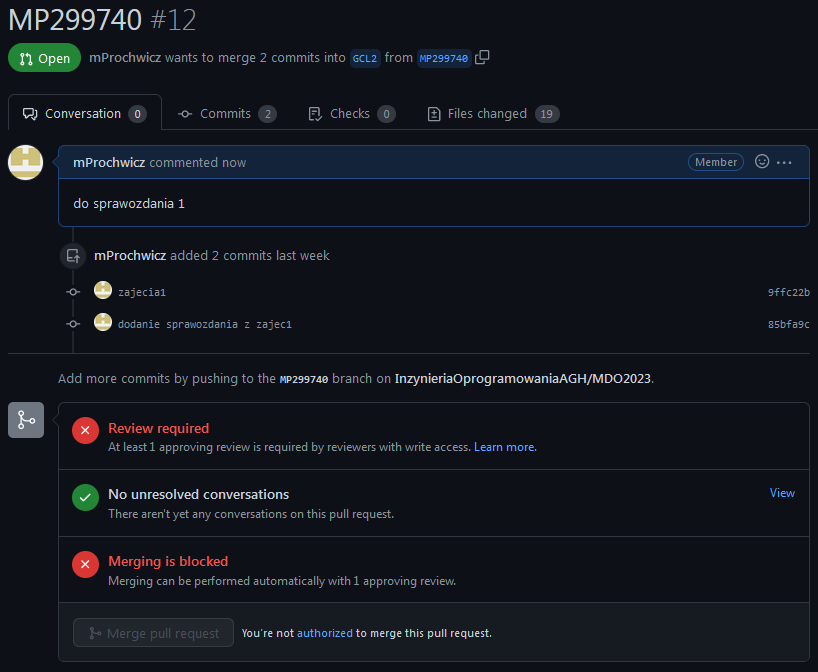 MP299740 #12
Open mProchwicz wants to merge 2 commits into GCL2 from MP299740
Conversation 0 Commits 2 Checks 0 Files changed 19
mProchwicz commented now Member
do sprawozdania 1
mProchwicz added 2 commits last week
zajecia1 9ffc22b
dodanie sprawozdania z zajec1 85bfa9c
Add more commits by pushing to the MP299740 branch on InzynieriaOprogramowaniaAGH/MDO2023.
Review required
At least 1 approving review is required by reviewers with write access. Learn more.
No unresolved conversations View
There aren't yet any conversations on this pull request.
Merging is blocked
Merging can be performed automatically with 1 approving review.
Merge pull request You're not authorized to merge this pull request.